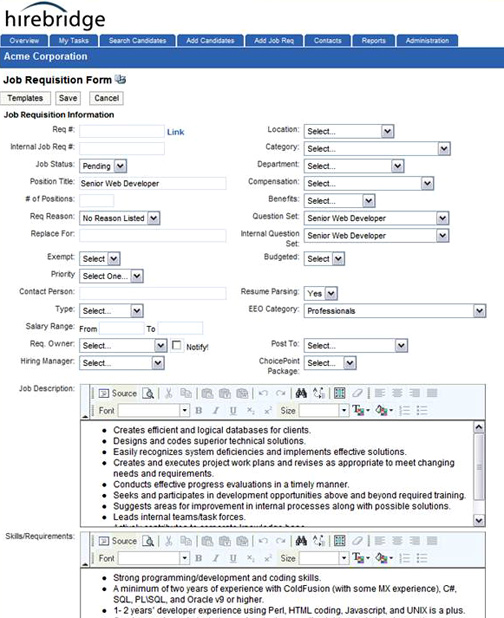 hirebridge
Overview My Tasks Search Candidates Add Candidates Add Job Req Contacts Reports Administration
Acme Corporation
Job Requisition Form
Templates Save Cancel
Job Requisition Information
Req #: Link Location: Select...
Internal Job Req #: Category: Select...
Job Status: Pending Department: Select...
Position Title: Senior Web Developer Compensation: Select...
# of Positions: Benefits: Select...
Req Reason: No Reason Listed Question Set: Senior Web Developer
Replace For: Internal Question Set: Senior Web Developer
Exempt: Select Budgeted: Select
Priority Select One...
Contact Person: Resume Parsing: Yes
Type: Select... EEO Category: Professionals
Salary Range: From To
Req. Owner: Select... Notify! Post To: Select...
Hiring Manager: Select... ChoicePoint Package: Select...
Job Description: Source
Font B I U x₂ x² Size
Creates efficient and logical databases for clients.
Designs and codes superior technical solutions.
Easily recognizes system deficiencies and implements effective solutions.
Creates and executes project work plans and revises as appropriate to meet changing
needs and requirements.
Conducts effective progress evaluations in a timely manner.
Seeks and participates in development opportunities above and beyond required training.
Suggests areas for improvement in internal processes along with possible solutions.
Leads internal teams/task forces.
Skills/Requirements: Source
Font B I U x₂ x² Size
Strong programming/development and coding skills.
A minimum of two years of experience with ColdFusion (with some MX experience), C#,
SQL, PL\SQL, and Oracle v9 or higher.
1- 2 years' developer experience using Perl, HTML coding, Javascript, and UNIX is a plus.